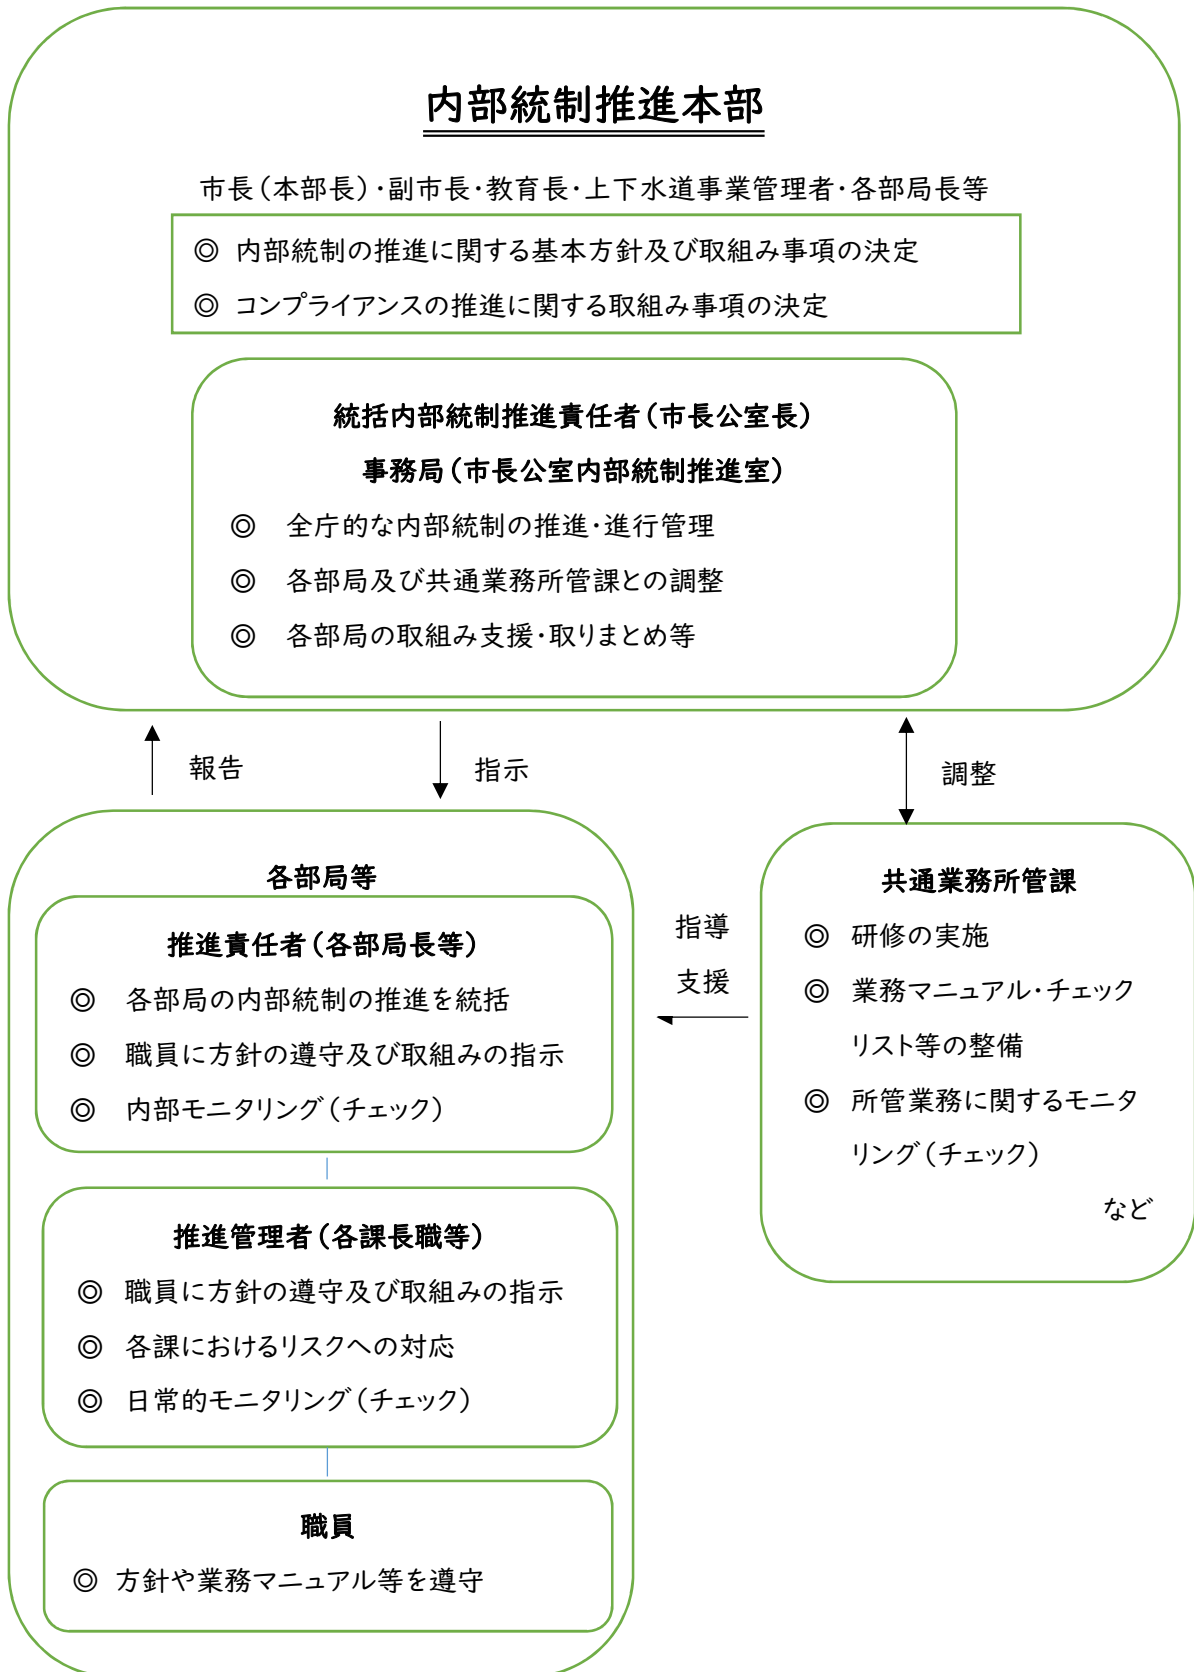 内部統制推進本部
市長（本部長）・副市長・教育長・上下水道事業管理者・各部局長等
◎ 内部統制の推進に関する基本方針及び取組み事項の決定
◎ コンプライアンスの推進に関する取組み事項の決定
統括内部統制推進責任者（市長公室長）
事務局（市長公室内部統制推進室）
◎ 全庁的な内部統制の推進・進行管理
◎ 各部局及び共通業務所管課との調整
◎ 各部局の取組み支援・取りまとめ等
報告
指示
調整
各部局等
推進責任者（各部局長等）
◎ 各部局の内部統制の推進を統括
◎ 職員に方針の遵守及び取組みの指示
◎ 内部モニタリング（チェック）
推進管理者（各課長職等）
◎ 職員に方針の遵守及び取組みの指示
◎ 各課におけるリスクへの対応
◎ 日常的モニタリング（チェック）
職員
◎ 方針や業務マニュアル等を遵守
指導
支援
共通業務所管課
◎ 研修の実施
◎ 業務マニュアル・チェック
リスト等の整備
◎ 所管業務に関するモニタ
リング（チェック）
など